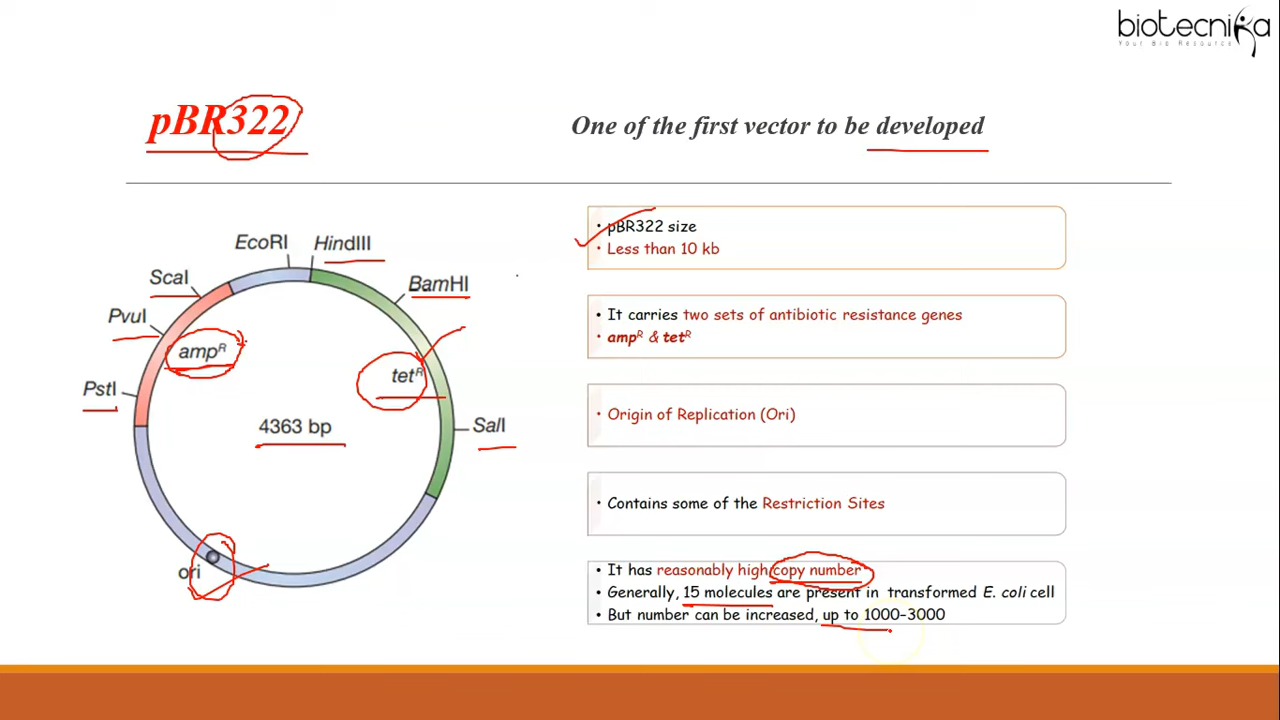 biotecnika
Your Bio Resource
pBR322
One of the first vector to be developed
EcoRI
HindIII
ScaI
BamHI
PvuI
ampᴿ
tetᴿ
PstI
4363 bp
SalI
ori
• pBR322 size
• Less than 10 kb
• It carries two sets of antibiotic resistance genes
• ampᴿ & tetᴿ
• Origin of Replication (Ori)
• Contains some of the Restriction Sites
• It has reasonably high copy number
• Generally, 15 molecules are present in transformed E. coli cell
• But number can be increased, up to 1000-3000